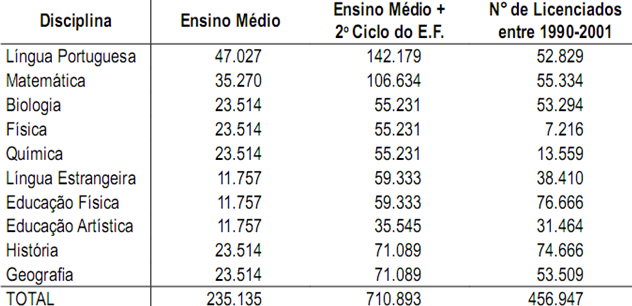 Disciplina Ensino Médio Ensino Médio + 2º Ciclo do E.F. Nº de Licenciados entre 1990-2001
Língua Portuguesa 47.027 142.179 52.829
Matemática 35.270 106.634 55.334
Biologia 23.514 55.231 53.294
Física 23.514 55.231 7.216
Química 23.514 55.231 13.559
Língua Estrangeira 11.757 59.333 38.410
Educação Física 11.757 59.333 76.666
Educação Artística 11.757 35.545 31.464
História 23.514 71.089 74.666
Geografia 23.514 71.089 53.509
TOTAL 235.135 710.893 456.947